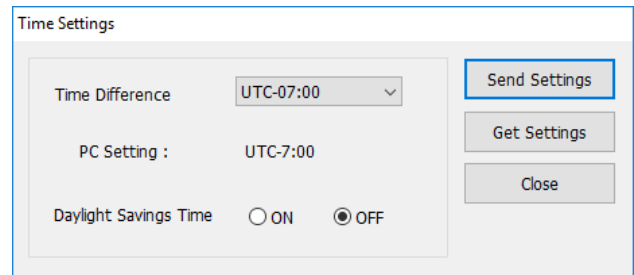 Time Settings
Time Difference UTC-07:00
PC Setting : UTC-7:00
Daylight Savings Time ON OFF
Send Settings
Get Settings
Close